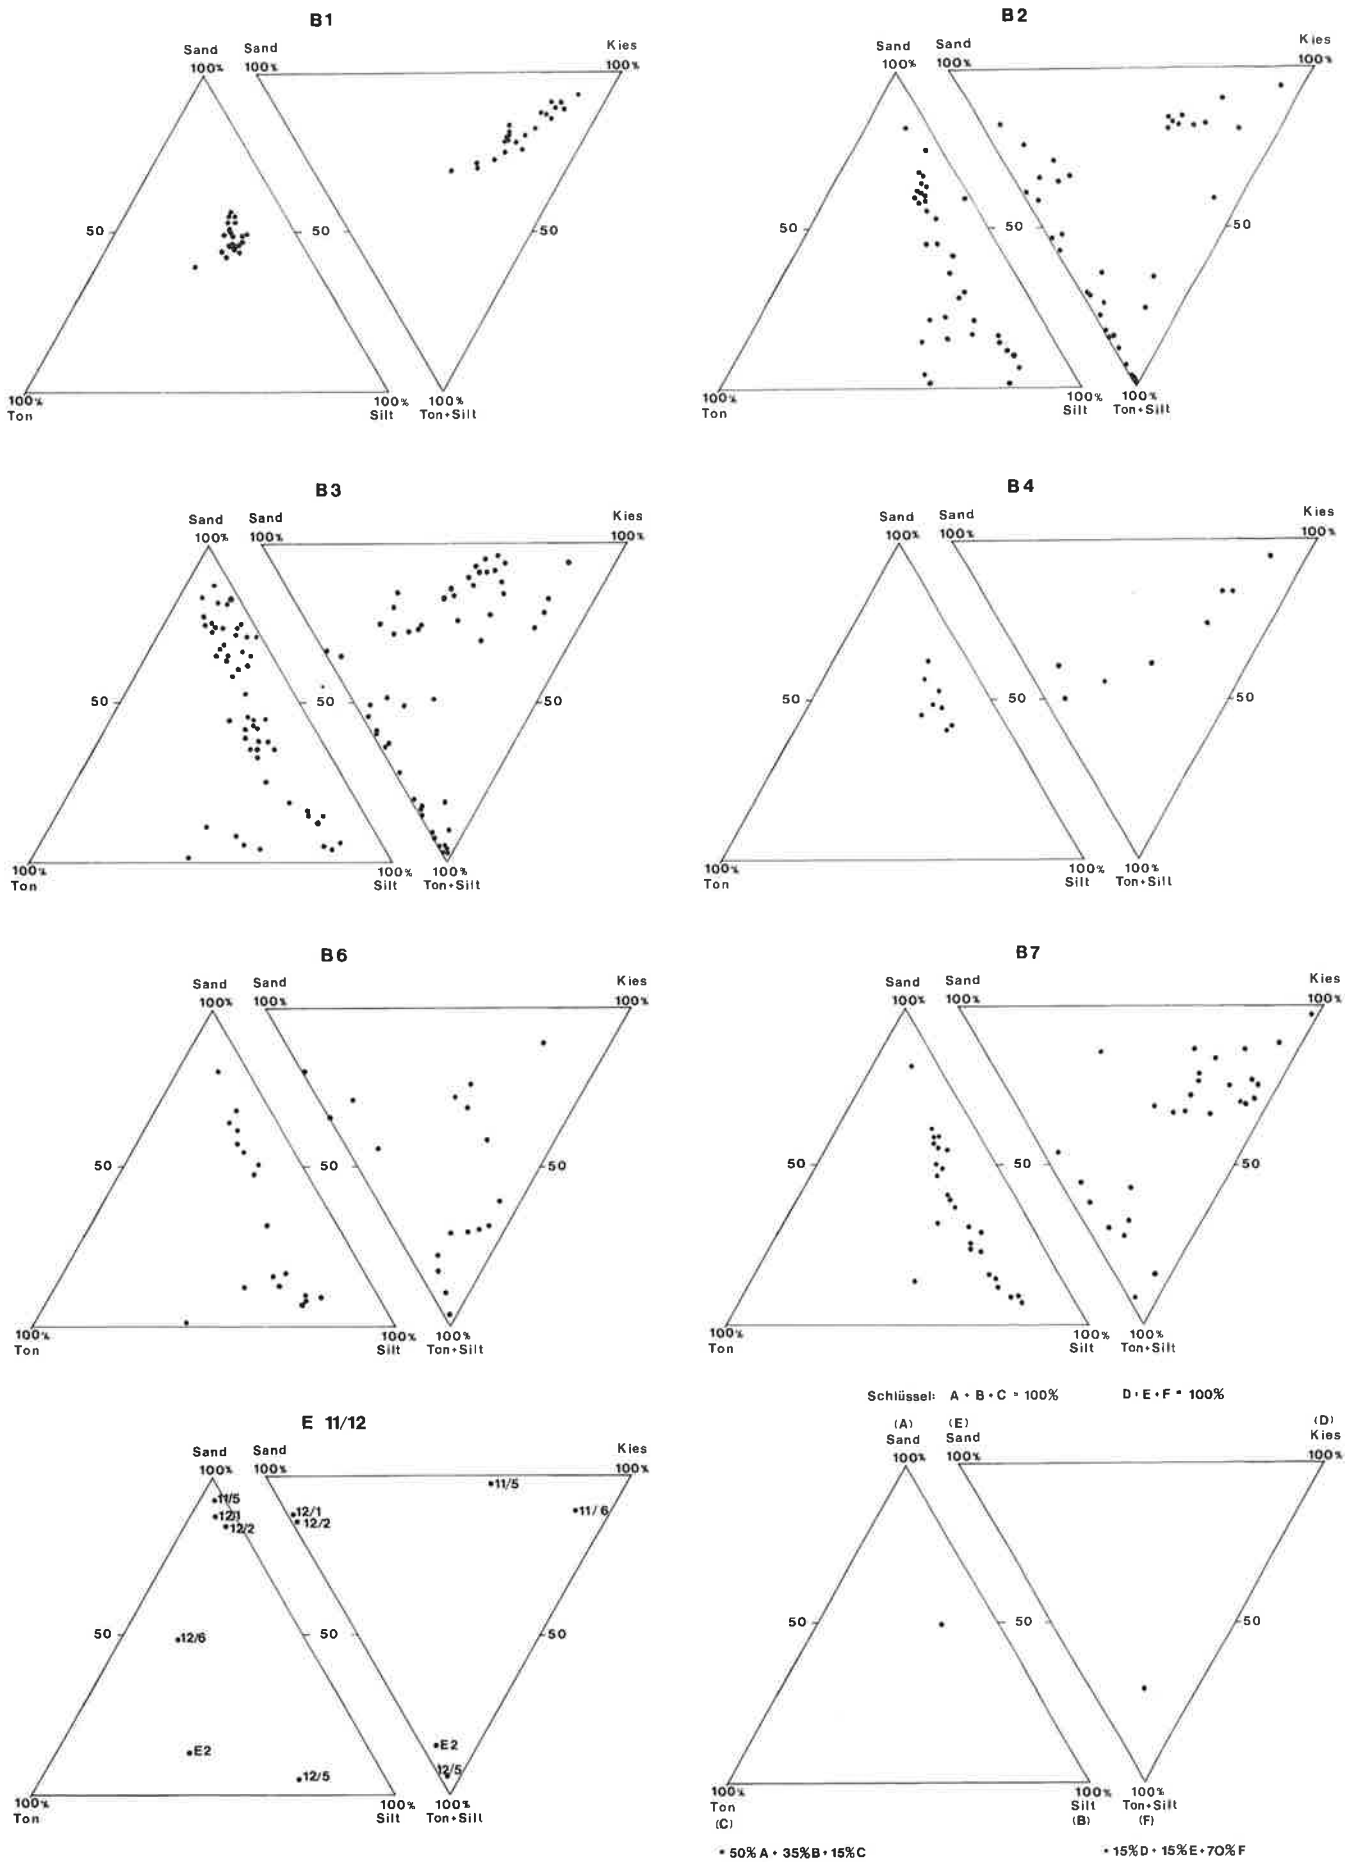 B1
Sand Sand Kies
100% 100% 100%
50 50 50
100% 100% 100%
Ton Silt Ton+Silt
B2
Sand Sand Kies
100% 100% 100%
50 50 50
100% 100% 100%
Ton Silt Ton+Silt
B3
Sand Sand Kies
100% 100% 100%
50 50 50
100% 100% 100%
Ton Silt Ton+Silt
B4
Sand Sand Kies
100% 100% 100%
50 50 50
100% 100% 100%
Ton Silt Ton+Silt
B6
Sand Sand Kies
100% 100% 100%
50 50 50
100% 100% 100%
Ton Silt Ton+Silt
B7
Sand Sand Kies
100% 100% 100%
50 50 50
100% 100% 100%
Ton Silt Ton+Silt
E 11/12
Sand Sand Kies
100% 100% 100%
11/5 11/5
12/1 12/1 11/6
12/2 12/2
50 50 50
12/6
E2 E2
12/5 12/5
100% 100% 100%
Ton Silt Ton+Silt
Schlüssel: A + B + C = 100% D + E + F = 100%
(A) (E) (D)
Sand Sand Kies
100% 100% 100%
50 50 50
100% 100% 100%
Ton Silt Ton+Silt
(C) (B) (F)
• 50% A + 35% B + 15% C • 15% D + 15% E + 70% F